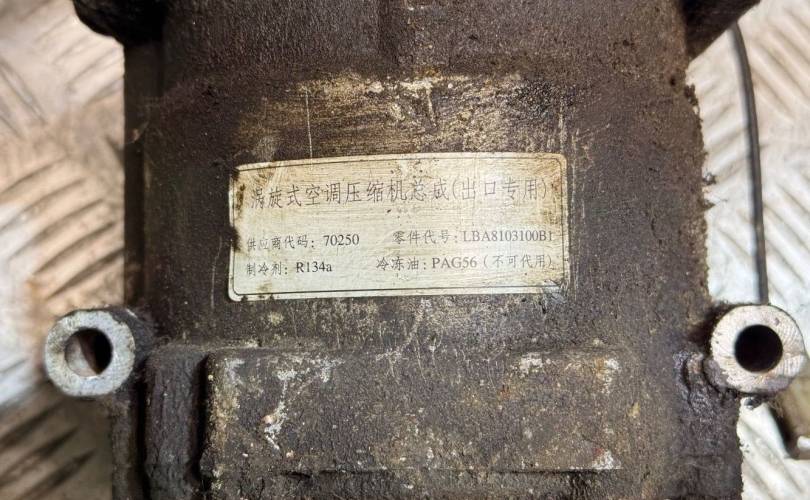 涡旋式空调压缩机总成(出口专用)
供应商代码: 70250 零件代号: LBA8103100B1
制冷剂: R134a 冷冻油: PAG56 (不可代用)